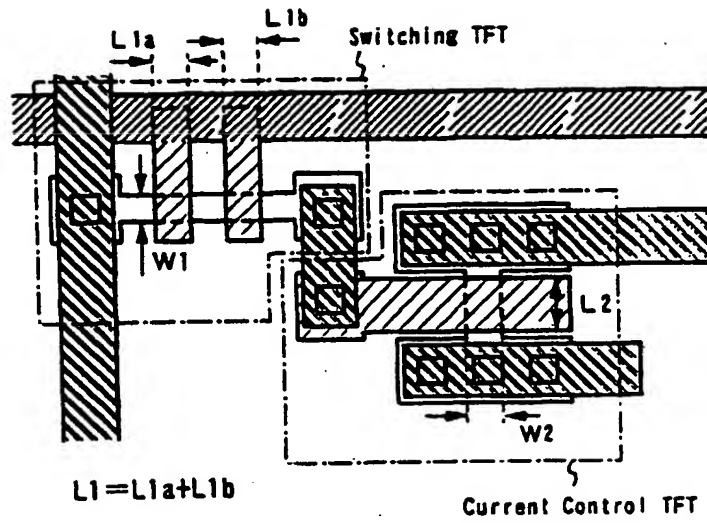 L1a
L1b
Switching TFT
W1
L2
W2
L1=L1a+L1b
Current Control TFT